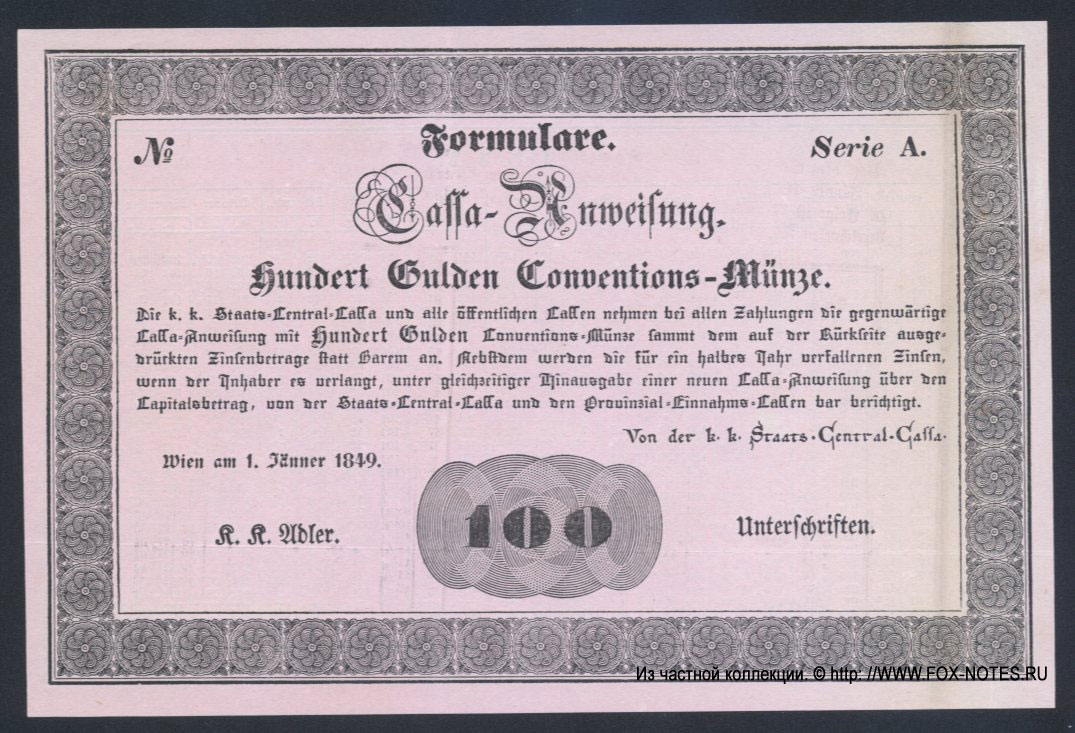 Formulare.
No Serie A.
Cassa-Anweisung.
Hundert Gulden Conventions-Münze.
Die k. k. Staats-Central-Cassa und alle öffentlichen Cassen nehmen bei allen Zahlungen die gegenwärtige
Cassa-Anweisung mit Hundert Gulden Conventions-Münze sammt dem auf der Rückseite ausge-
drückten Zinsenbetrage statt Barem an. Nebstdem werden die für ein halbes Jahr verfallenen Zinsen,
wenn der Inhaber es verlangt, unter gleichzeitiger Hinausgabe einer neuen Cassa-Anweisung über den
Capitalsbetrag, von der Staats-Central-Cassa und den Provinzial-Einnahms-Cassen bar berichtigt.
Von der k. k. Staats-Central-Cassa.
Wien am 1. Jänner 1849.
K. K. Adler.
100
Unterschriften.
Из частной коллекции. © http: //WWW.FOX-NOTES.RU